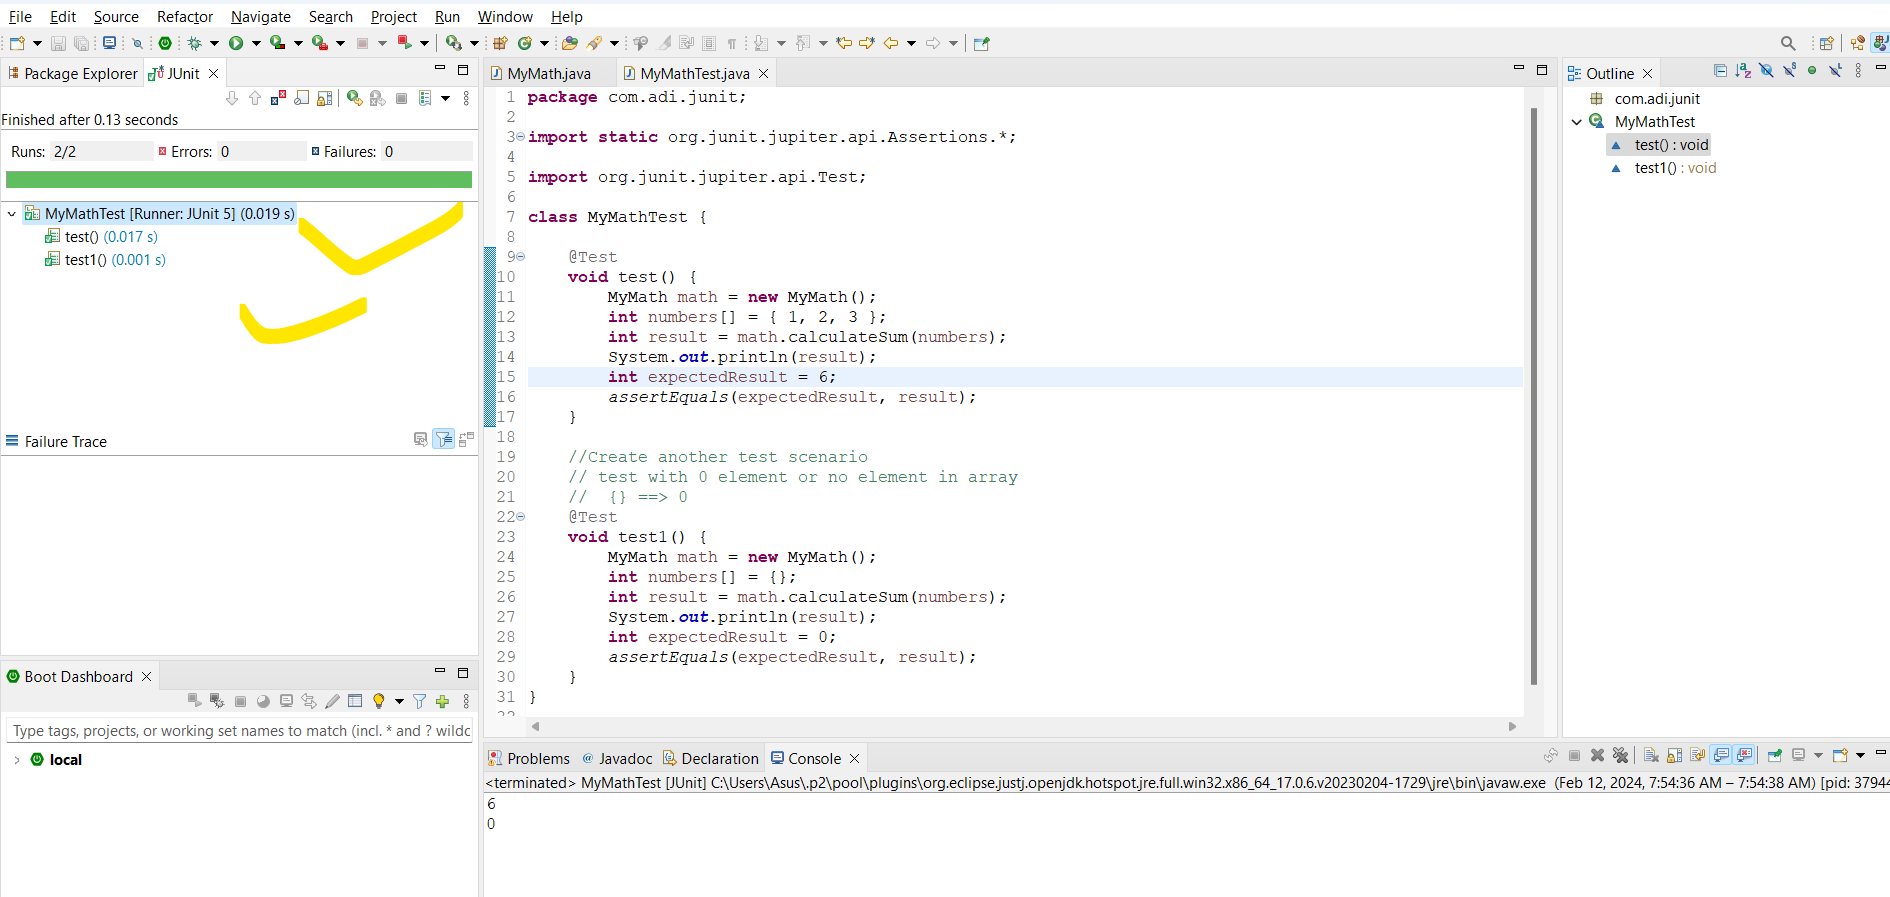 File Edit Source Refactor Navigate Search Project Run Window Help
Package Explorer JUnit
Finished after 0.13 seconds
Runs: 2/2 Errors: 0 Failures: 0
MyMathTest [Runner: JUnit 5] (0.019 s)
test() (0.017 s)
test1() (0.001 s)
Failure Trace
Boot Dashboard
Type tags, projects, or working set names to match (incl. * and ? wildc
local
MyMath.java MyMathTest.java
1 package com.adi.junit;
2
3 import static org.junit.jupiter.api.Assertions.*;
4
5 import org.junit.jupiter.api.Test;
6
7 class MyMathTest {
8
9 @Test
10 void test() {
11 MyMath math = new MyMath();
12 int numbers[] = { 1, 2, 3 };
13 int result = math.calculateSum(numbers);
14 System.out.println(result);
15 int expectedResult = 6;
16 assertEquals(expectedResult, result);
17 }
18
19 //Create another test scenario
20 // test with 0 element or no element in array
21 //  {} ==> 0
22 @Test
23 void test1() {
24 MyMath math = new MyMath();
25 int numbers[] = {};
26 int result = math.calculateSum(numbers);
27 System.out.println(result);
28 int expectedResult = 0;
29 assertEquals(expectedResult, result);
30 }
31 }
Outline
com.adi.junit
MyMathTest
test() : void
test1() : void
Problems @ Javadoc Declaration Console
<terminated> MyMathTest [JUnit] C:\Users\Asus\.p2\pool\plugins\org.eclipse.justj.openjdk.hotspot.jre.full.win32.x86_64_17.0.6.v20230204-1729\jre\bin\javaw.exe (Feb 12, 2024, 7:54:36 AM – 7:54:38 AM) [pid: 37944
6
0